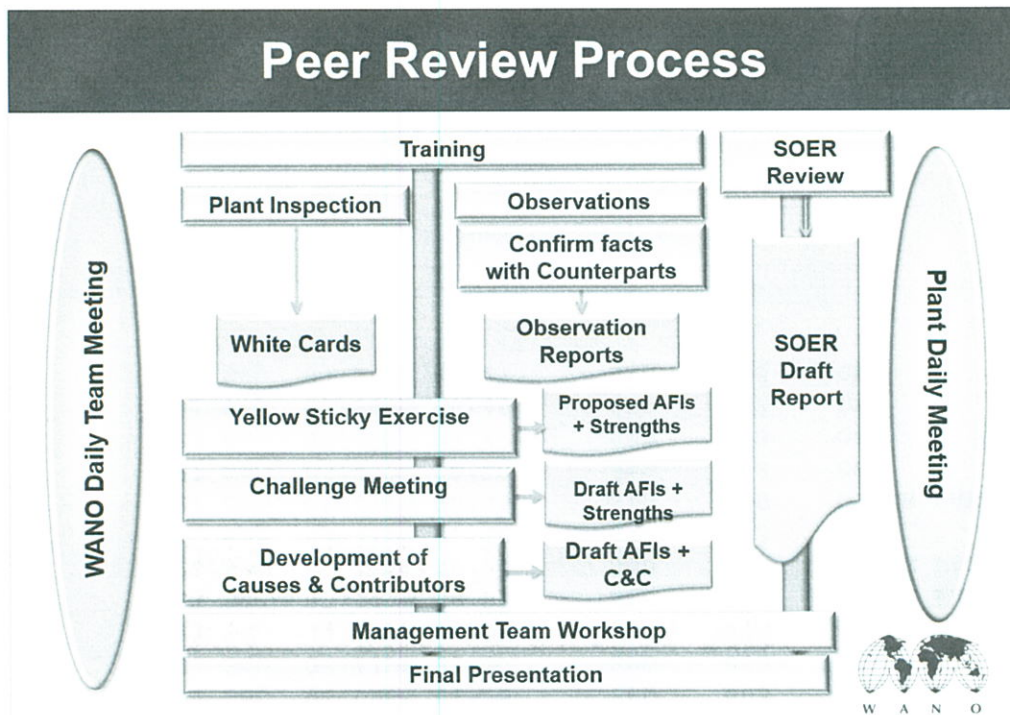 Peer Review Process
WANO Daily Team Meeting
Training
Plant Inspection
Observations
Confirm facts
with Counterparts
White Cards
Observation
Reports
Yellow Sticky Exercise
Proposed AFIs
+ Strengths
Challenge Meeting
Draft AFIs +
Strengths
Development of
Causes & Contributors
Draft AFIs +
C&C
Management Team Workshop
Final Presentation
SOER
Review
SOER
Draft
Report
Plant Daily Meeting
W A N O